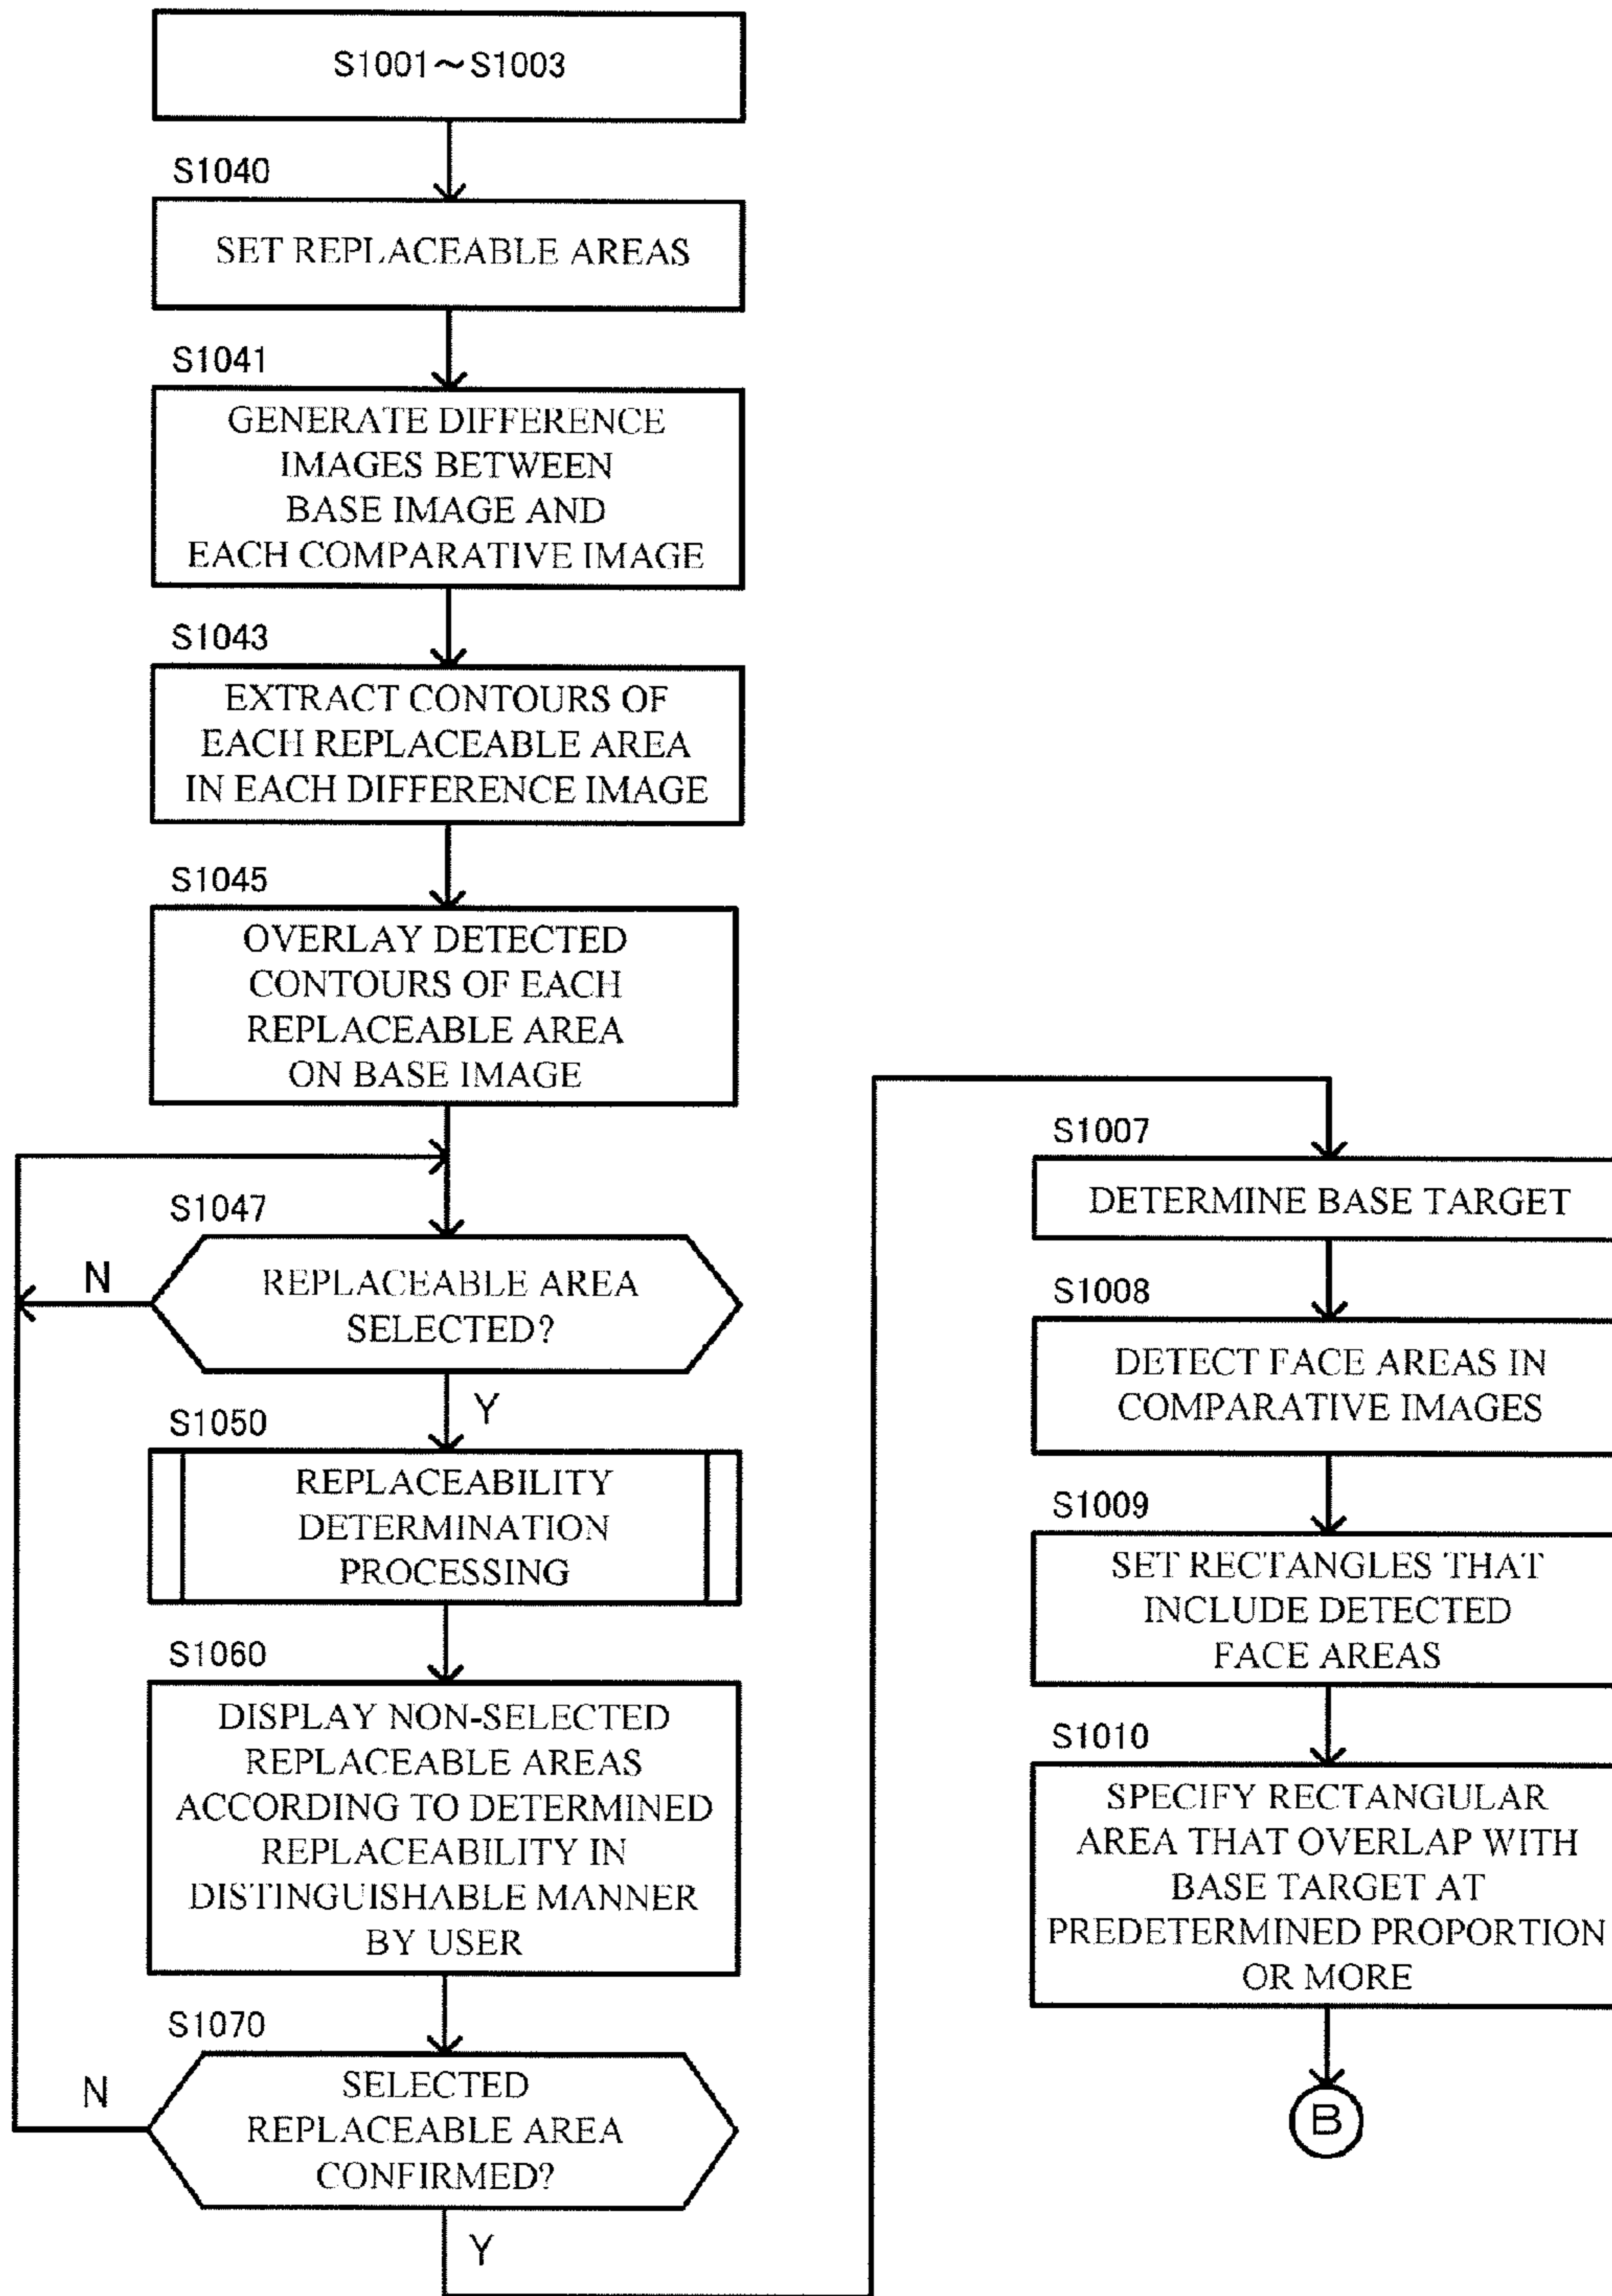 S1001~S1003
S1040
SET REPLACEABLE AREAS
S1041
GENERATE DIFFERENCE
IMAGES BETWEEN
BASE IMAGE AND
EACH COMPARATIVE IMAGE
S1043
EXTRACT CONTOURS OF
EACH REPLACEABLE AREA
IN EACH DIFFERENCE IMAGE
S1045
OVERLAY DETECTED
CONTOURS OF EACH
REPLACEABLE AREA
ON BASE IMAGE
S1047
N
REPLACEABLE AREA
SELECTED?
Y
S1050
REPLACEABILITY
DETERMINATION
PROCESSING
S1060
DISPLAY NON-SELECTED
REPLACEABLE AREAS
ACCORDING TO DETERMINED
REPLACEABILITY IN
DISTINGUISHABLE MANNER
BY USER
S1070
N
SELECTED
REPLACEABLE AREA
CONFIRMED?
Y
S1007
DETERMINE BASE TARGET
S1008
DETECT FACE AREAS IN
COMPARATIVE IMAGES
S1009
SET RECTANGLES THAT
INCLUDE DETECTED
FACE AREAS
S1010
SPECIFY RECTANGULAR
AREA THAT OVERLAP WITH
BASE TARGET AT
PREDETERMINED PROPORTION
OR MORE
B